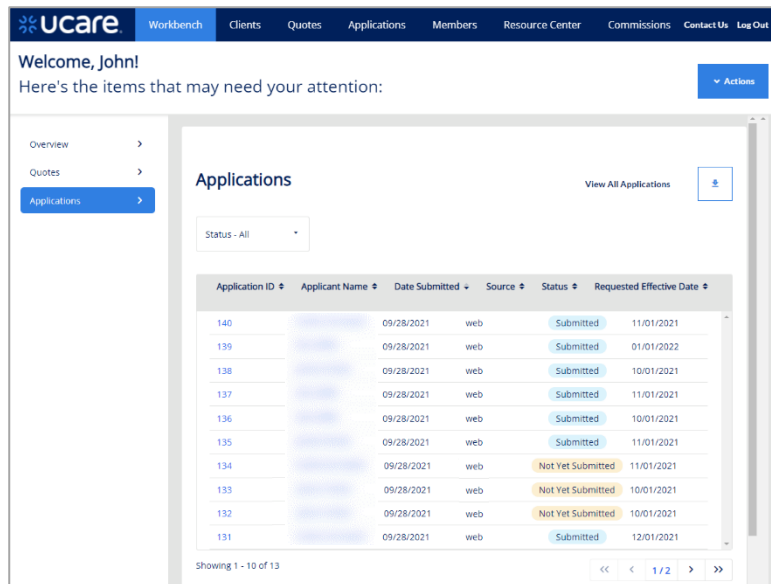 ucare. Workbench Clients Quotes Applications Members Resource Center Commissions Contact Us Log Out
Welcome, John!
Here's the items that may need your attention:
Actions
Overview
Quotes
Applications
Applications
View All Applications
Status - All
Application ID Applicant Name Date Submitted Source Status Requested Effective Date
140 09/28/2021 web Submitted 11/01/2021
139 09/28/2021 web Submitted 01/01/2022
138 09/28/2021 web Submitted 10/01/2021
137 09/28/2021 web Submitted 11/01/2021
136 09/28/2021 web Submitted 10/01/2021
135 09/28/2021 web Submitted 11/01/2021
134 09/28/2021 web Not Yet Submitted 11/01/2021
133 09/28/2021 web Not Yet Submitted 10/01/2021
132 09/28/2021 web Not Yet Submitted 10/01/2021
131 09/28/2021 web Submitted 12/01/2021
Showing 1 - 10 of 13
<< < 1 / 2 > >>